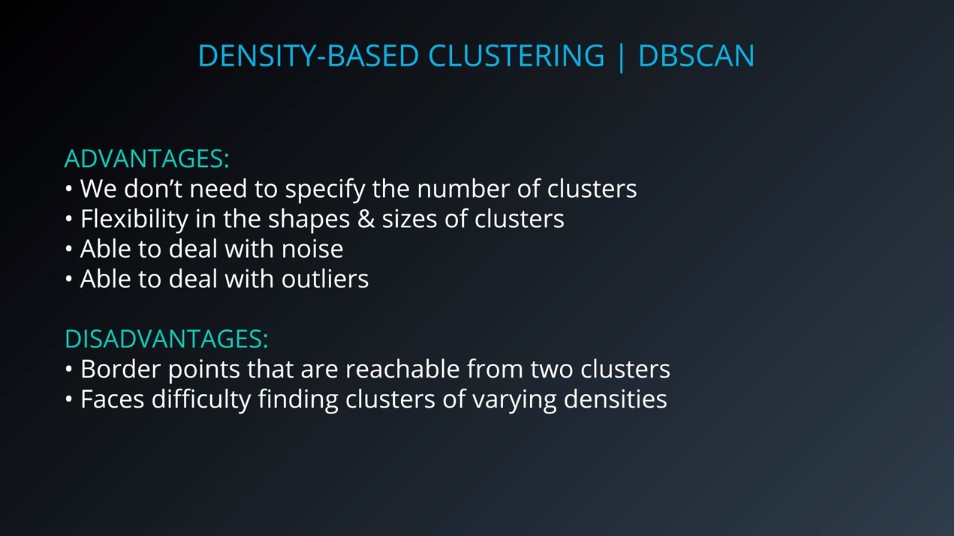 DENSITY-BASED CLUSTERING | DBSCAN
ADVANTAGES:
• We don’t need to specify the number of clusters
• Flexibility in the shapes & sizes of clusters
• Able to deal with noise
• Able to deal with outliers
DISADVANTAGES:
• Border points that are reachable from two clusters
• Faces difficulty finding clusters of varying densities